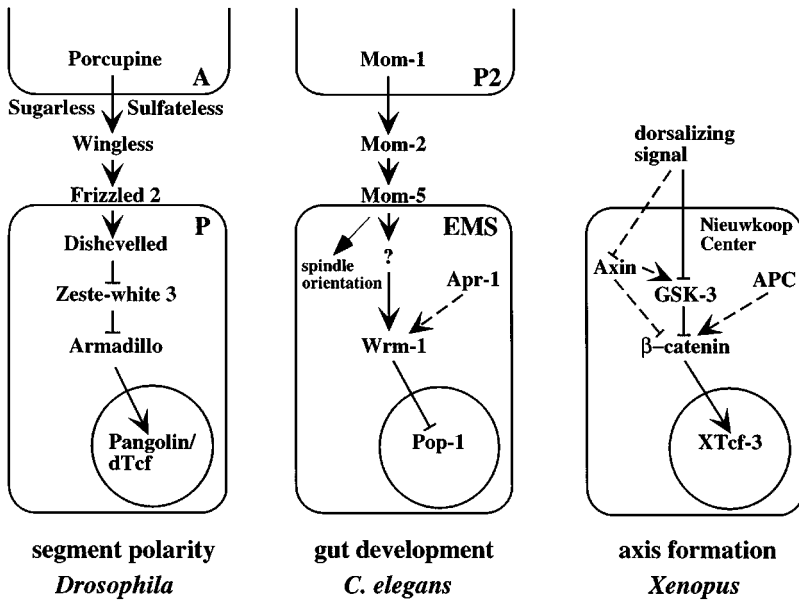 Porcupine
A
Sugarless
Sulfateless
Wingless
Frizzled 2
P
Dishevelled
Zeste-white 3
Armadillo
Pangolin/
dTcf
segment polarity
Drosophila
Mom-1
P2
Mom-2
Mom-5
EMS
?
spindle
orientation
Apr-1
Wrm-1
Pop-1
gut development
C. elegans
dorsalizing
signal
Nieuwkoop
Center
Axin
GSK-3
APC
β–catenin
XTcf-3
axis formation
Xenopus